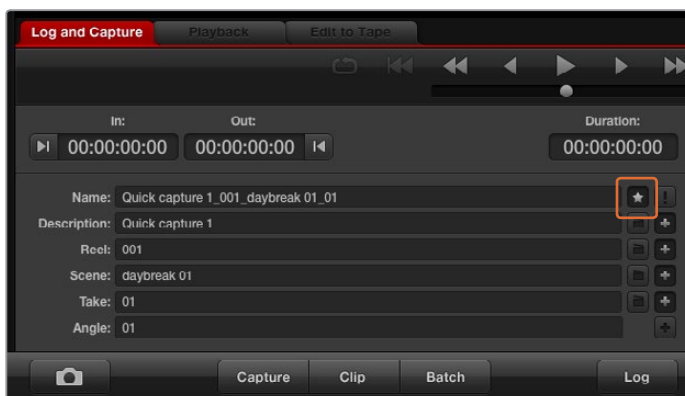 Log and Capture Playback Edit to Tape
In: Out: Duration:
00:00:00:00 00:00:00:00 00:00:00:00
Name: Quick capture 1_001_daybreak 01_01
Description: Quick capture 1
Reel: 001
Scene: daybreak 01
Take: 01
Angle: 01
Capture Clip Batch Log